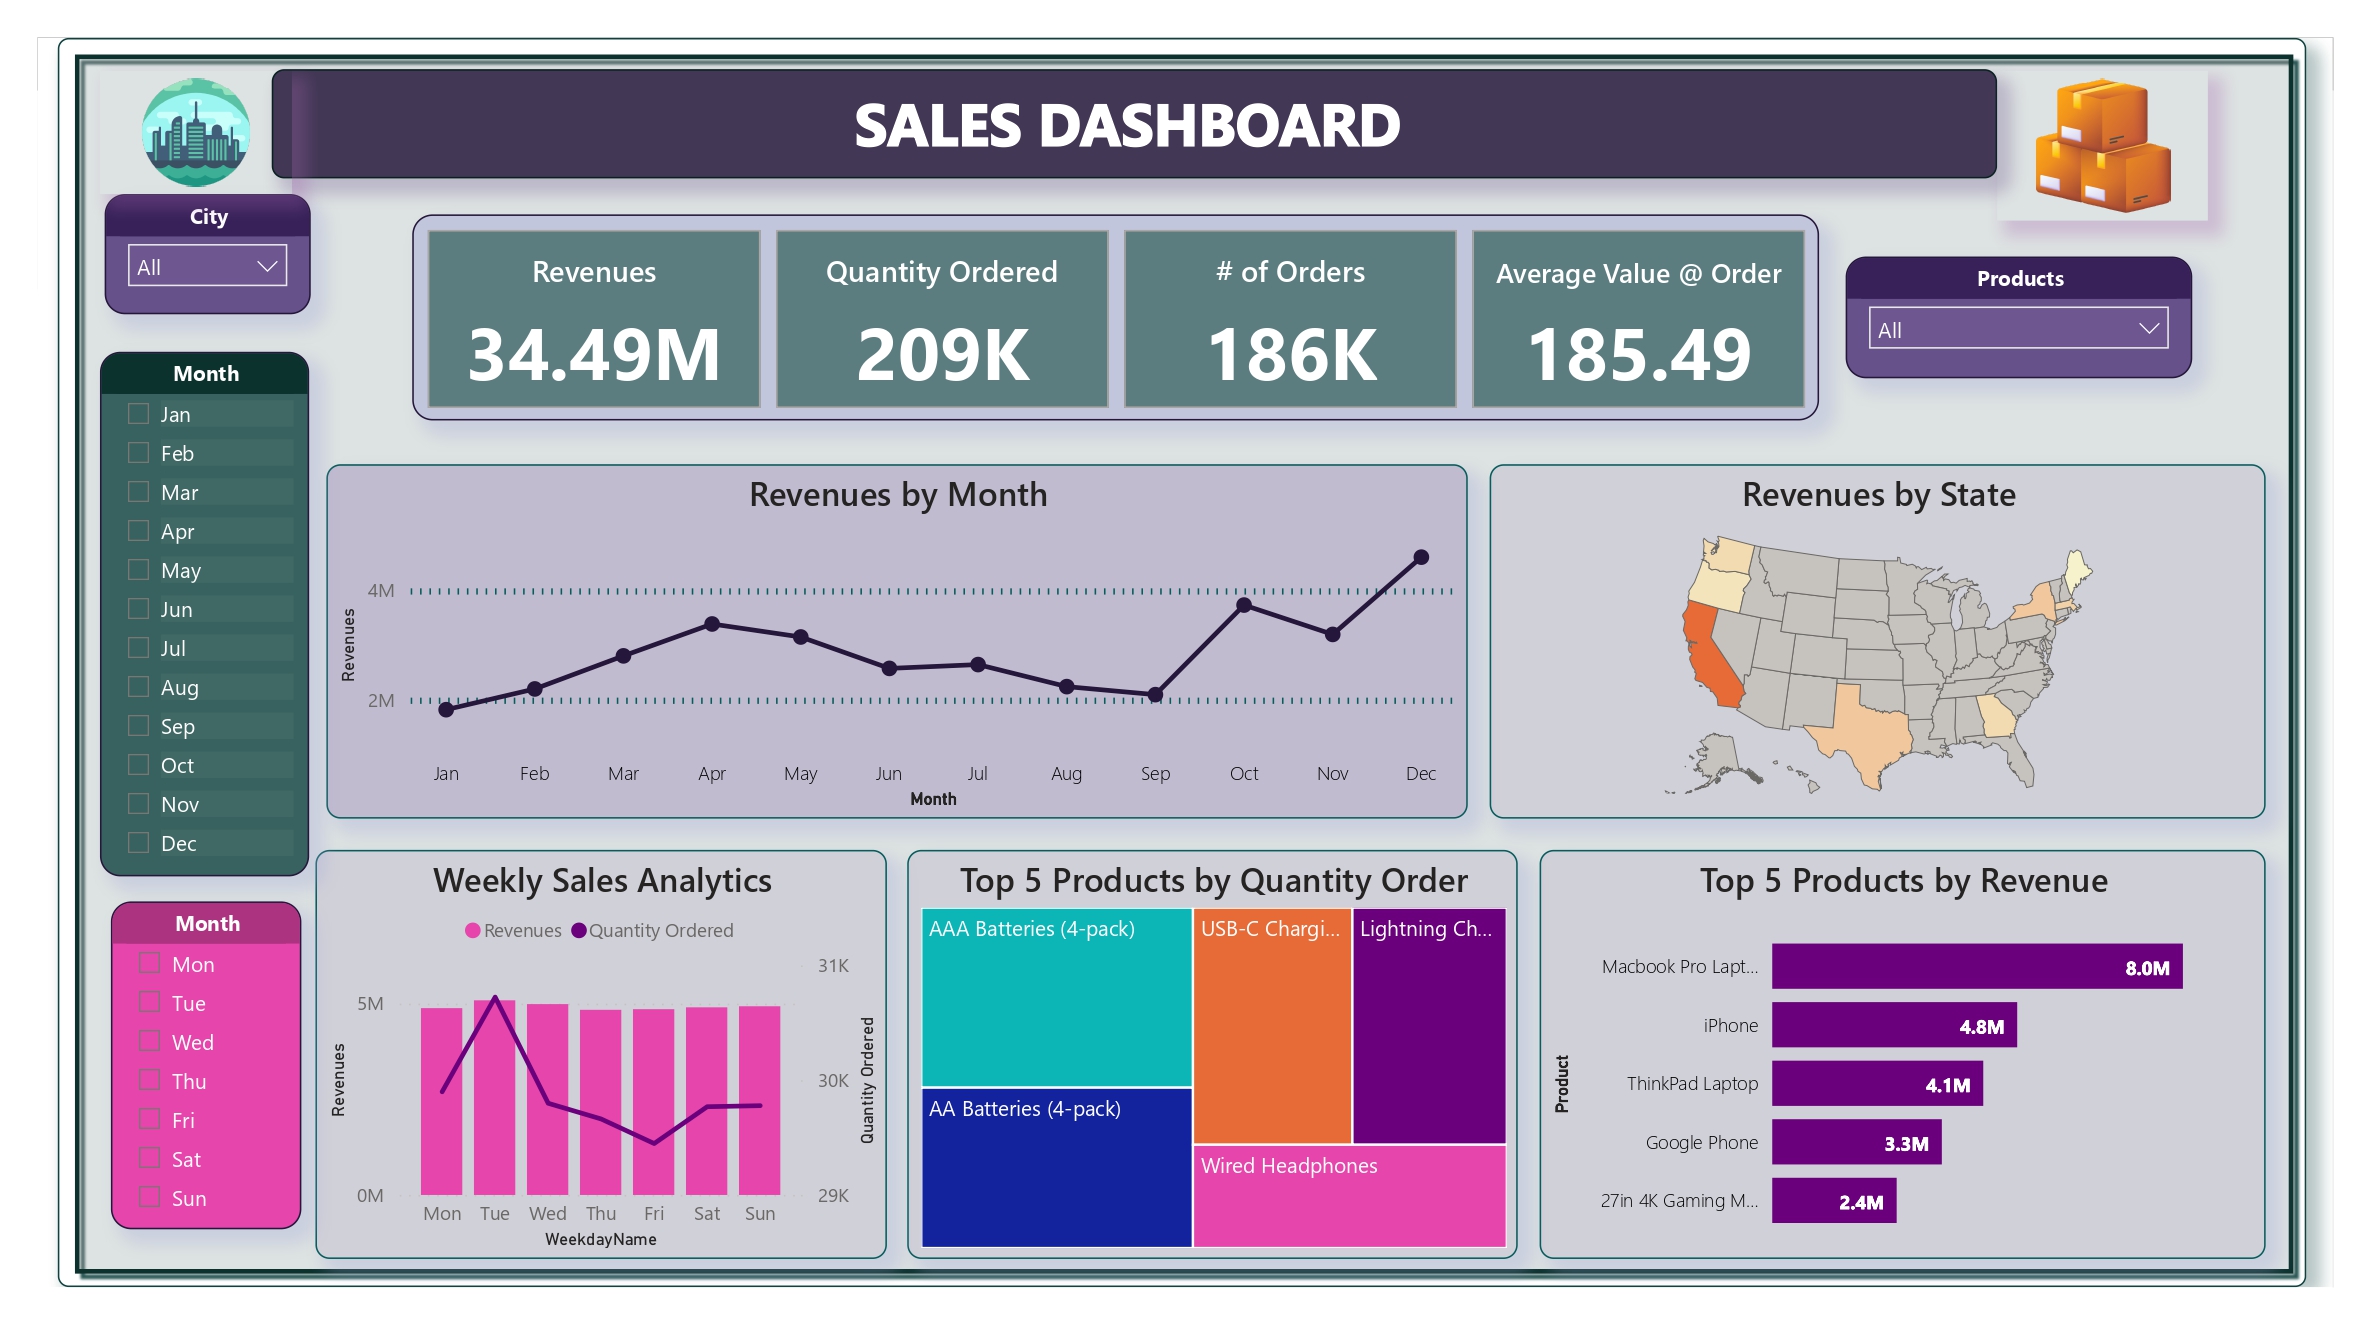 SALES DASHBOARD
City
All
Revenues
34.49M
Quantity Ordered
209K
# of Orders
186K
Average Value @ Order
185.49
Products
All
Month
Jan
Feb
Mar
Apr
May
Jun
Jul
Aug
Sep
Oct
Nov
Dec
Revenues by Month
Revenues
4M
2M
Jan Feb Mar Apr May Jun Jul Aug Sep Oct Nov Dec
Month
Revenues by State
Month
Mon
Tue
Wed
Thu
Fri
Sat
Sun
Weekly Sales Analytics
Revenues Quantity Ordered
Revenues
5M
0M
31K
30K
29K
Quantity Ordered
Mon Tue Wed Thu Fri Sat Sun
WeekdayName
Top 5 Products by Quantity Order
AAA Batteries (4-pack)
USB-C Chargi...
Lightning Ch...
AA Batteries (4-pack)
Wired Headphones
Top 5 Products by Revenue
Product
Macbook Pro Lapt... 8.0M
iPhone 4.8M
ThinkPad Laptop 4.1M
Google Phone 3.3M
27in 4K Gaming M... 2.4M